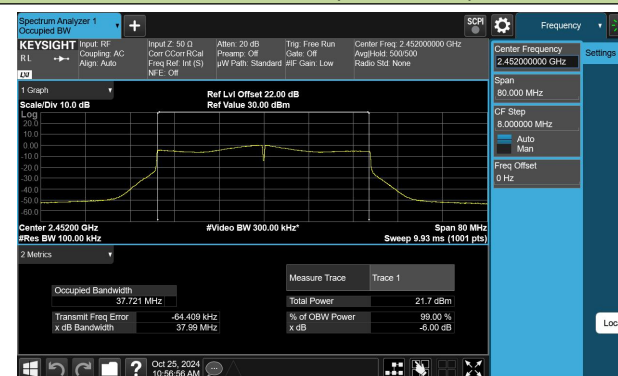 Spectrum Analyzer 1
Occupied BW
+
SCPI
Frequency
Settings
KEYSIGHT
R L
LNI
Input: RF
Coupling: AC
Align: Auto
Input Z: 50 Ω
Corr CCorr RCal
Freq Ref: Int (S)
NFE: Off
Atten: 20 dB
Preamp: Off
µW Path: Standard
Trig: Free Run
Gate: Off
#IF Gain: Low
Center Freq: 2.452000000 GHz
Avg|Hold: 500/500
Radio Std: None
Center Frequency
2.452000000 GHz
Span
80.000 MHz
CF Step
8.000000 MHz
Auto
Man
Freq Offset
0 Hz
1 Graph
Scale/Div 10.0 dB
Ref Lvl Offset 22.00 dB
Ref Value 30.00 dBm
Log
20.0
10.0
0.00
-10.0
-20.0
-30.0
-40.0
-50.0
-60.0
Center 2.45200 GHz
#Res BW 100.00 kHz
#Video BW 300.00 kHz*
Span 80 MHz
Sweep 9.93 ms (1001 pts)
2 Metrics
Measure Trace Trace 1
Occupied Bandwidth
37.721 MHz
Total Power 21.7 dBm
Transmit Freq Error -64.409 kHz
% of OBW Power 99.00 %
x dB Bandwidth 37.99 MHz
x dB -6.00 dB
Loc
?
Oct 25, 2024
10:56:56 AM